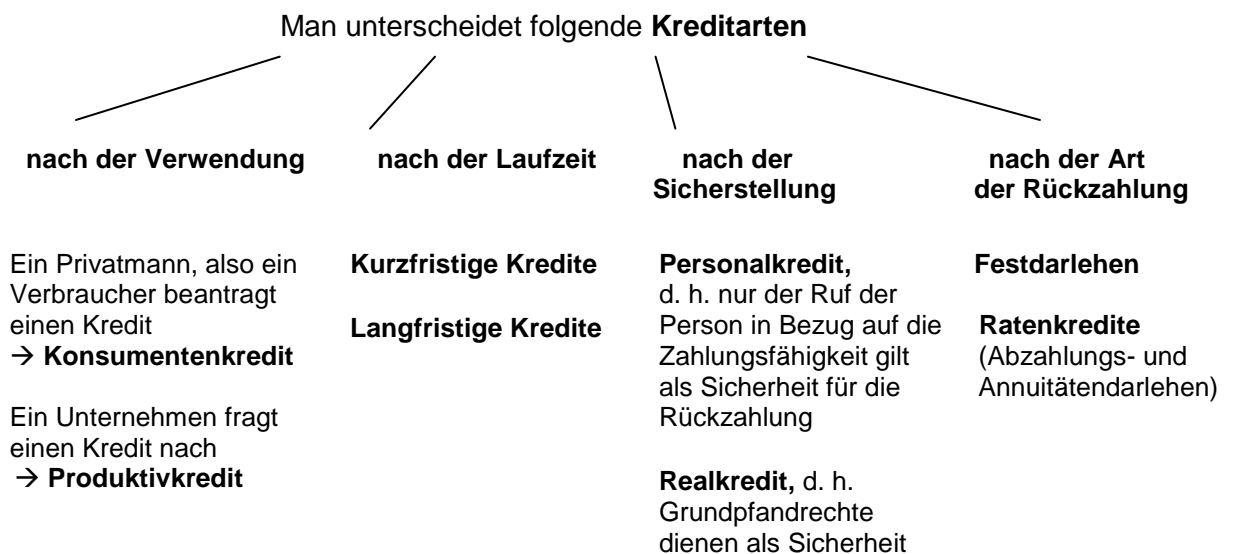 Man unterscheidet folgende Kreditarten
nach der Verwendung
Ein Privatmann, also ein
Verbraucher beantragt
einen Kredit
→ Konsumentenkredit
Ein Unternehmen fragt
einen Kredit nach
→ Produktivkredit
nach der Laufzeit
Kurzfristige Kredite
Langfristige Kredite
nach der
Sicherstellung
Personalkredit,
d. h. nur der Ruf der
Person in Bezug auf die
Zahlungsfähigkeit gilt
als Sicherheit für die
Rückzahlung
Realkredit, d. h.
Grundpfandrechte
dienen als Sicherheit
nach der Art
der Rückzahlung
Festdarlehen
Ratenkredite
(Abzahlungs- und
Annuitätendarlehen)